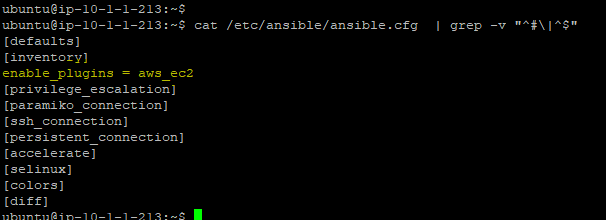 ubuntu@ip-10-1-1-213:~$
ubuntu@ip-10-1-1-213:~$ cat /etc/ansible/ansible.cfg  | grep -v "^#\|^$"
[defaults]
[inventory]
enable_plugins = aws_ec2
[privilege_escalation]
[paramiko_connection]
[ssh_connection]
[persistent_connection]
[accelerate]
[selinux]
[colors]
[diff]
ubuntu@ip-10-1-1-213:~$